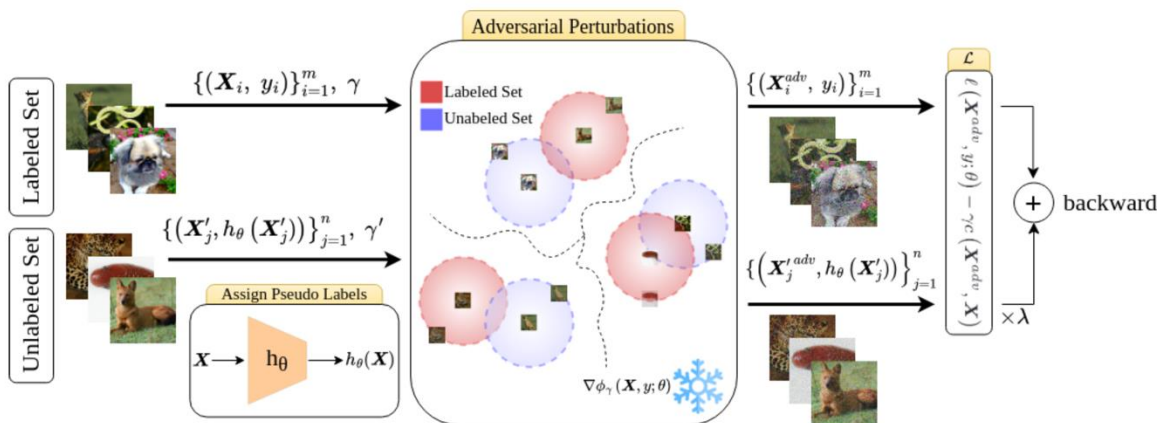 Adversarial Perturbations
Labeled Set
{(X_i, y_i)}_{i=1}^m, γ
Labeled Set
Unabeled Set
{(X_i^{adv}, y_i)}_{i=1}^m
ℒ
ℓ(X^{adv}, y; θ) − γc(X^{adv}, X)
+
backward
Unlabeled Set
{(X'_j, h_θ(X'_j))}_{j=1}^n, γ'
{(X'_j^{adv}, h_θ(X'_j))}_{j=1}^n
×λ
Assign Pseudo Labels
X
h_θ
h_θ(X)
∇ϕ_γ(X, y; θ)